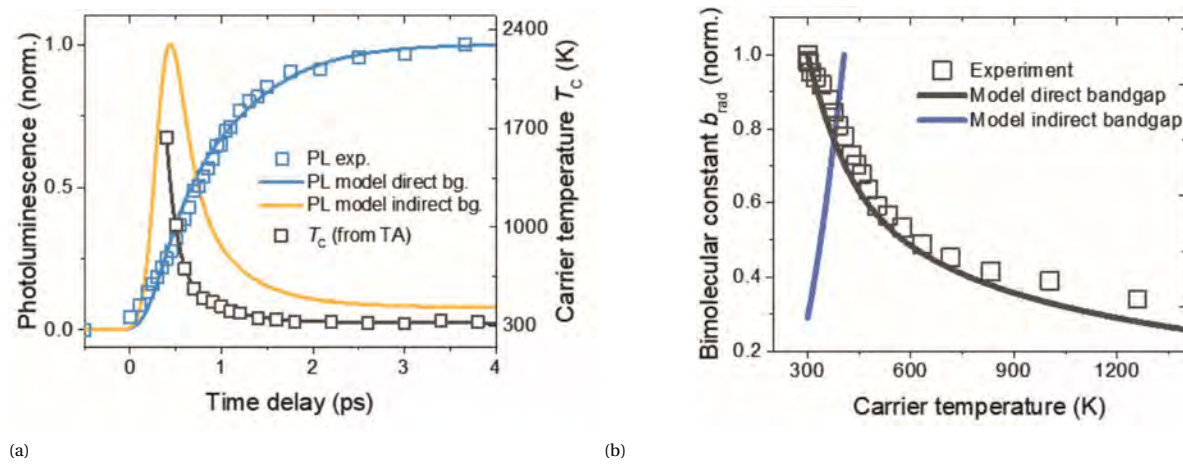 Photoluminescence (norm.)
1.0
0.5
0.0
PL exp.
PL model direct bg.
PL model indirect bg.
T_c (from TA)
2400
1700
1000
300
Carrier temperature T_c (K)
0 1 2 3 4
Time delay (ps)
(a)
Bimolecular constant b_rad (norm.)
1.0
0.8
0.6
0.4
0.2
Experiment
Model direct bandgap
Model indirect bandgap
300 600 900 1200
Carrier temperature (K)
(b)